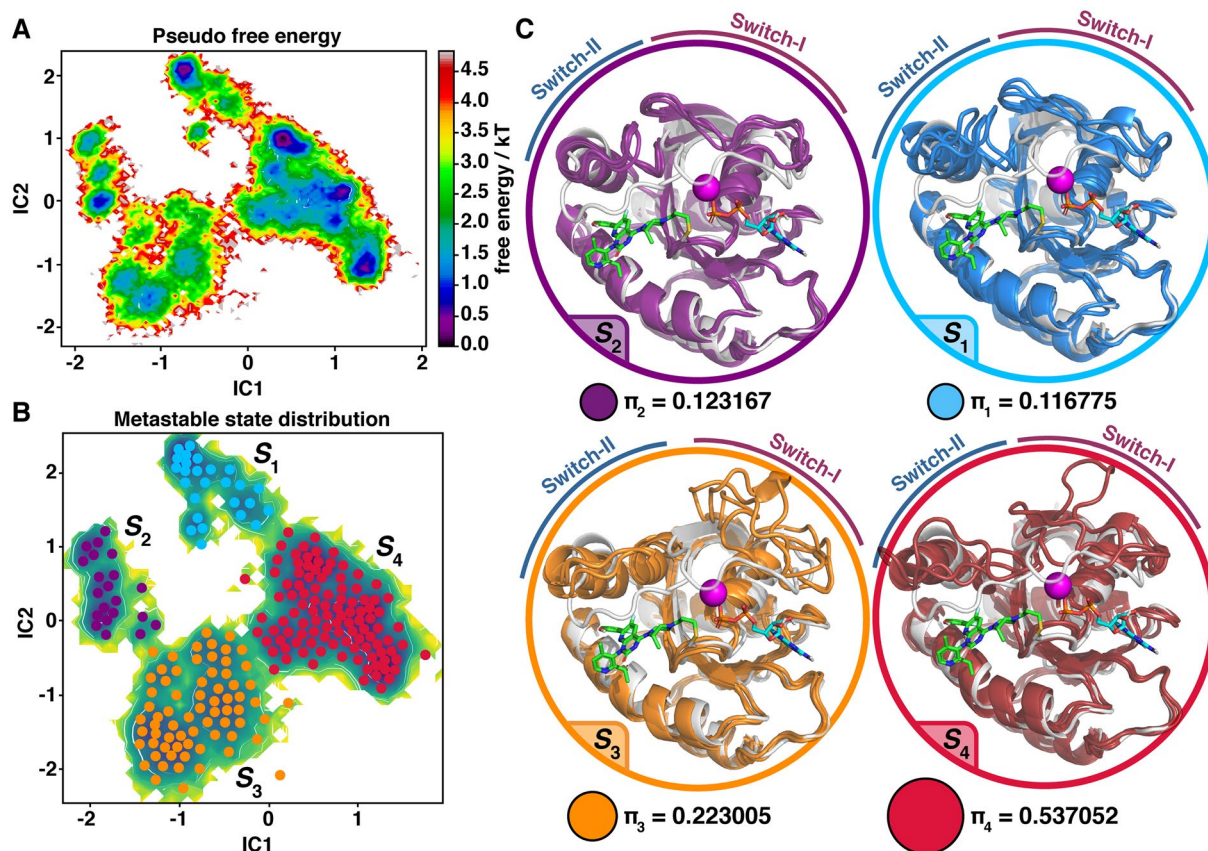 A
Pseudo free energy
2
1
0
-1
-2
IC2
-2
-1
0
1
2
IC1
4.5
4.0
3.5
3.0
2.5
2.0
1.5
1.0
0.5
0.0
free energy / kT
B
Metastable state distribution
2
1
0
-1
-2
IC2
-2
-1
0
1
IC1
S1
S2
S4
S3
C
Switch-II
Switch-I
S2
π2 = 0.123167
Switch-II
Switch-I
S1
π1 = 0.116775
Switch-II
Switch-I
S3
π3 = 0.223005
Switch-II
Switch-I
S4
π4 = 0.537052